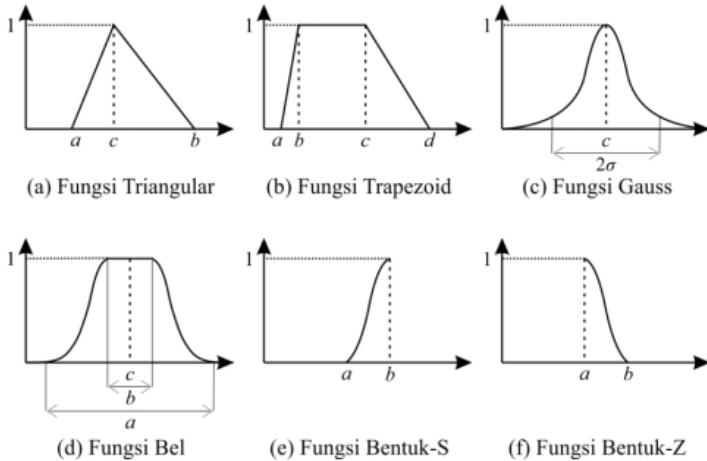 1
a
c
b
(a) Fungsi Triangular
1
a
b
c
d
(b) Fungsi Trapezoid
1
c
2σ
(c) Fungsi Gauss
1
c
b
a
(d) Fungsi Bel
1
a
b
(e) Fungsi Bentuk-S
1
a
b
(f) Fungsi Bentuk-Z